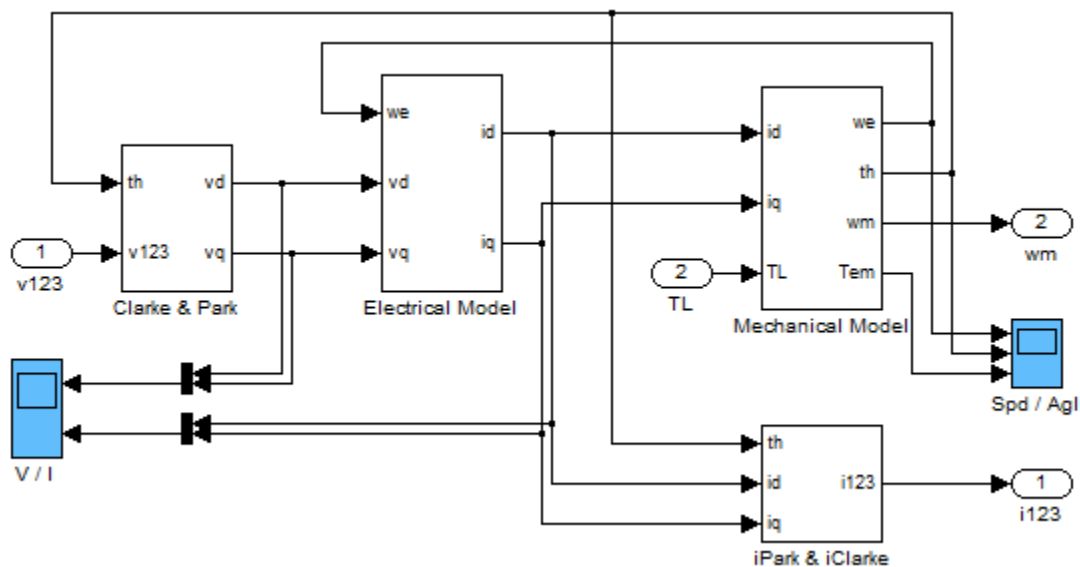 th
v123
vd
vq
Clarke & Park
1
v123
we
vd
vq
id
iq
Electrical Model
id
iq
TL
we
th
wm
Tem
Mechanical Model
2
TL
2
wm
Spd / Agl
V / I
th
id
iq
i123
iPark & iClarke
1
i123